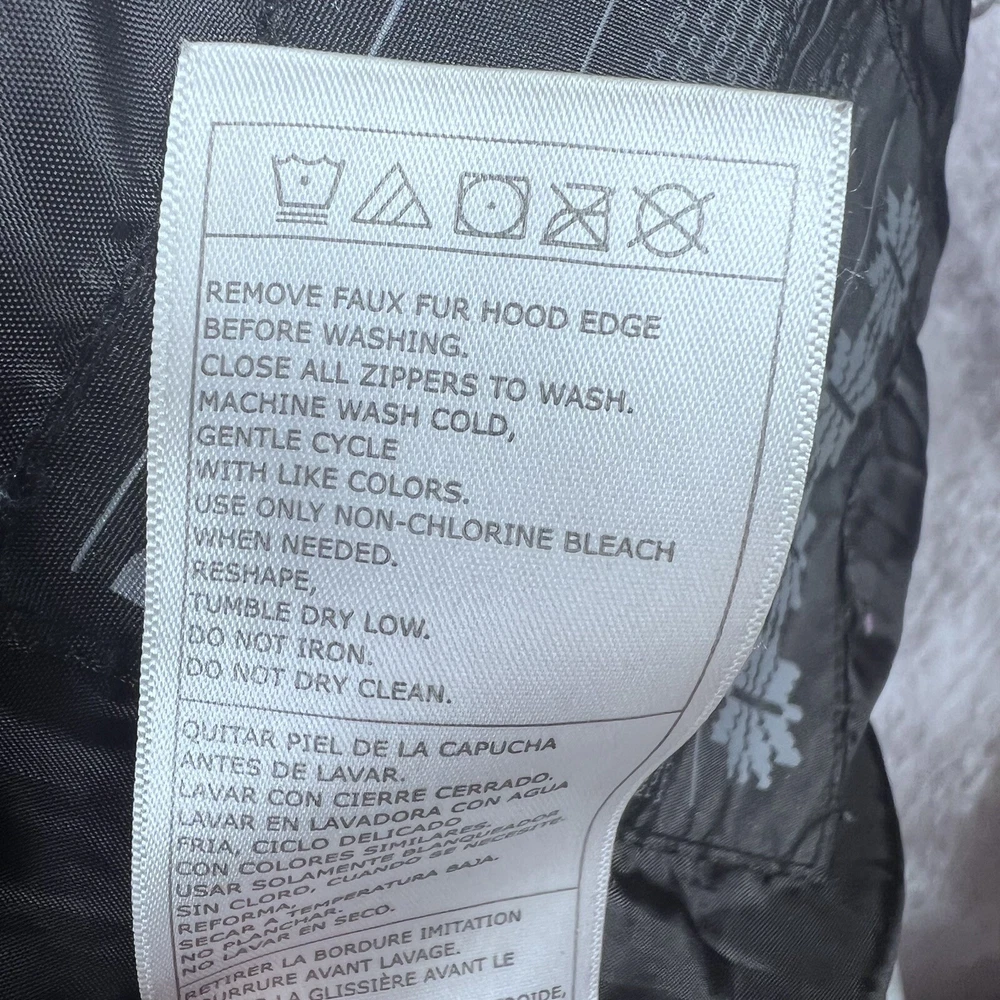 REMOVE FAUX FUR HOOD EDGE
BEFORE WASHING.
CLOSE ALL ZIPPERS TO WASH.
MACHINE WASH COLD,
GENTLE CYCLE
WITH LIKE COLORS.
USE ONLY NON-CHLORINE BLEACH
WHEN NEEDED.
RESHAPE,
TUMBLE DRY LOW.
DO NOT IRON.
DO NOT DRY CLEAN.
QUITAR PIEL DE LA CAPUCHA
ANTES DE LAVAR.
LAVAR CON CIERRE CERRADO.
LAVAR EN LAVADORA CON AGUA
FRIA, CICLO DELICADO
CON COLORES SIMILARES.
USAR SOLAMENTE BLANQUEADOR
SIN CLORO, CUANDO SE NECESITE.
REFORMA,
SECAR A TEMPERATURA BAJA.
NO PLANCHAR.
NO LAVAR EN SECO.
RETIRER LA BORDURE IMITATION
AVANT LAVAGE.
LA GLISSIÈRE AVANT LE